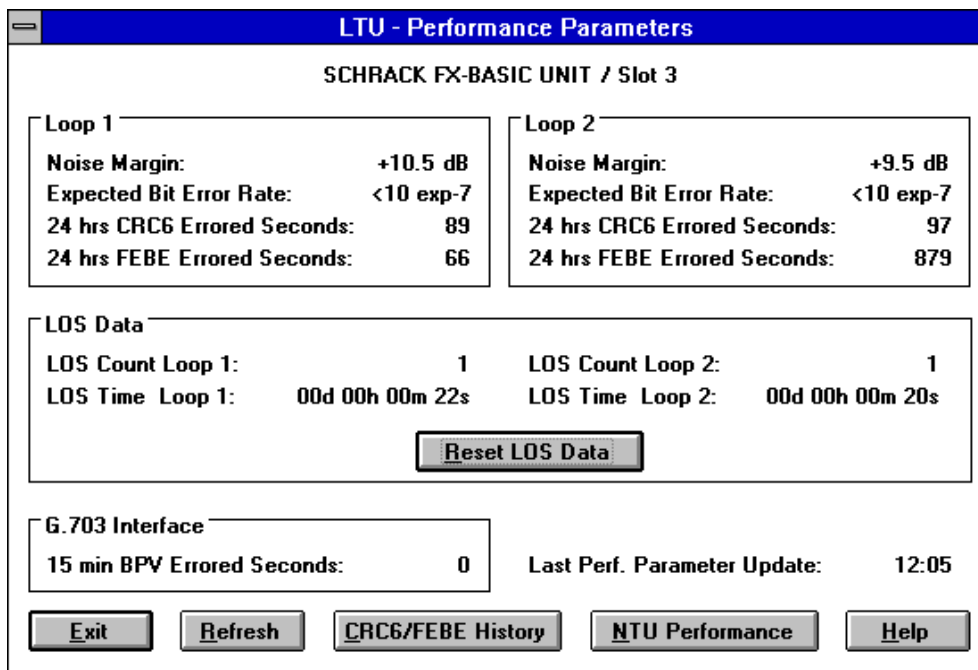 LTU - Performance Parameters
SCHRACK FX-BASIC UNIT / Slot 3
Loop 1
Noise Margin: +10.5 dB
Expected Bit Error Rate: <10 exp-7
24 hrs CRC6 Errored Seconds: 89
24 hrs FEBE Errored Seconds: 66
Loop 2
Noise Margin: +9.5 dB
Expected Bit Error Rate: <10 exp-7
24 hrs CRC6 Errored Seconds: 97
24 hrs FEBE Errored Seconds: 879
LOS Data
LOS Count Loop 1: 1
LOS Time Loop 1: 00d 00h 00m 22s
LOS Count Loop 2: 1
LOS Time Loop 2: 00d 00h 00m 20s
Reset LOS Data
G.703 Interface
15 min BPV Errored Seconds: 0
Last Perf. Parameter Update: 12:05
Exit
Refresh
CRC6/FEBE History
NTU Performance
Help